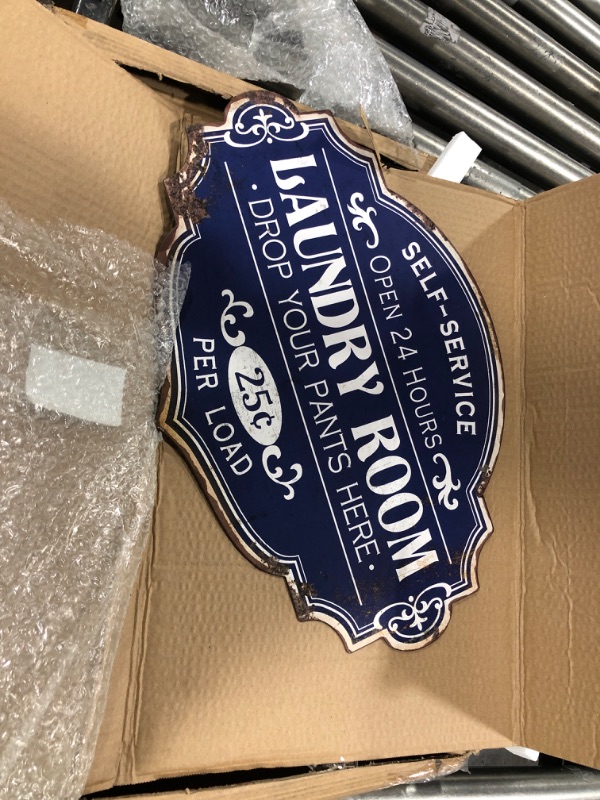 SELF-SERVICE
OPEN 24 HOURS
LAUNDRY ROOM
· DROP YOUR PANTS HERE ·
25¢
PER LOAD